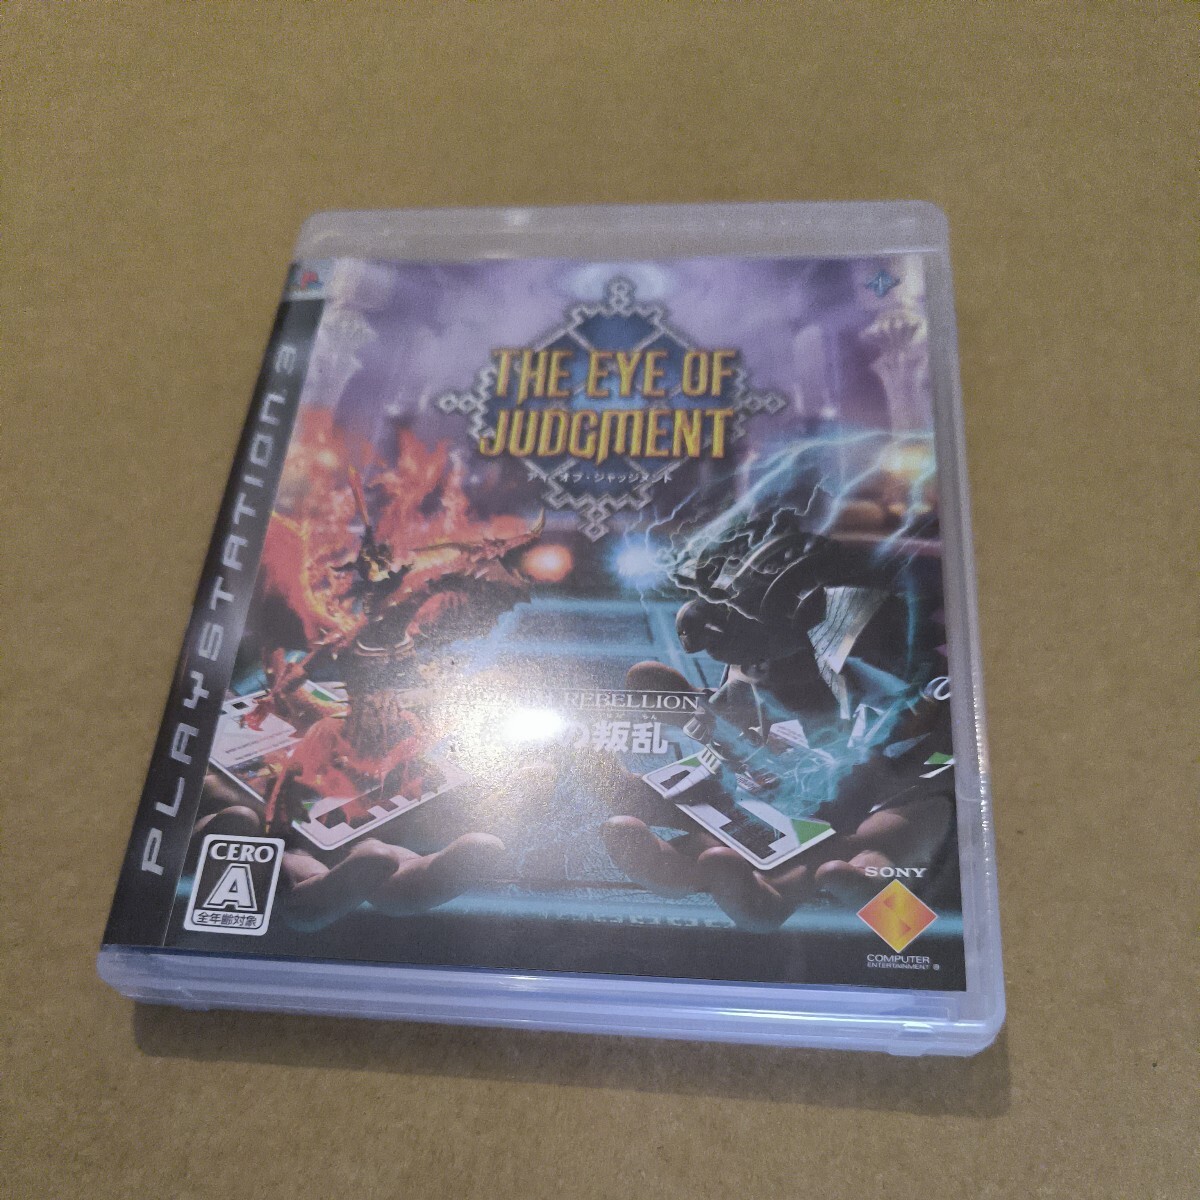 PLAYSTATION 3
THE EYE OF
JUDGMENT
アイ・オブ・ジャッジメント
REBELLION
の叛乱
CERO
A
全年齢対象
SONY
COMPUTER
ENTERTAINMENT ®